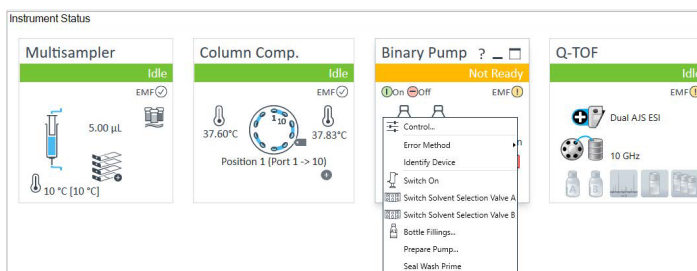 Instrument Status
Multisampler
Idle
EMF
5.00 µL
10 °C [10 °C]
Column Comp.
Idle
EMF
1
10
37.60°C
37.83°C
Position 1 (Port 1 -> 10)
Binary Pump ?
Not Ready
On Off
EMF
Control...
Error Method
Identify Device
Switch On
Switch Solvent Selection Valve A
Switch Solvent Selection Valve B
Bottle Fillings...
Prepare Pump...
Seal Wash Prime
Q-TOF
Idle
EMF
Dual AJS ESI
10 GHz
A
B